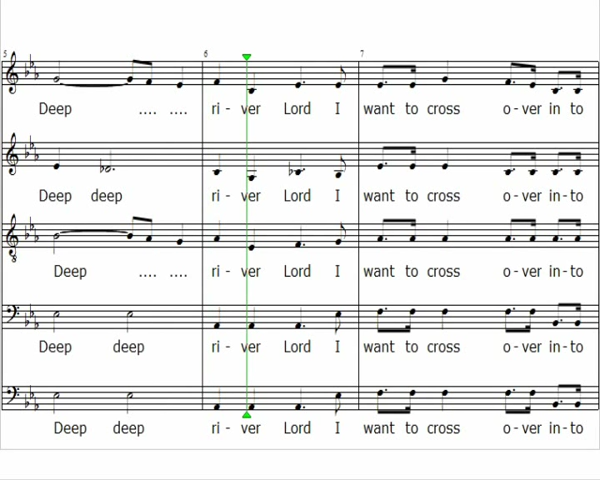 5 6 7
Deep .... .... ri - ver Lord I want to cross o - ver in to
Deep deep ri - ver Lord I want to cross o - ver in - to
8
Deep .... .... ri - ver Lord I want to cross o - ver in - to
Deep deep ri - ver Lord I want to cross o - ver in - to
Deep deep ri - ver Lord I want to cross o - ver in - to